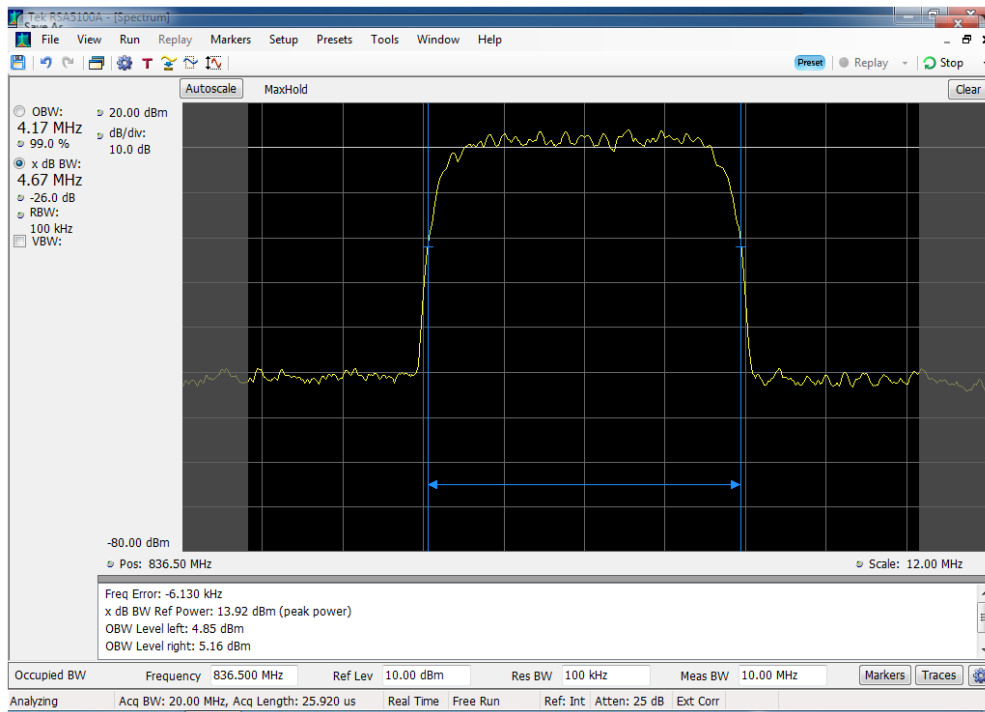 Tek RSA5100A - [Spectrum]
Save As
File View Run Replay Markers Setup Presets Tools Window Help
Preset Replay Stop
Autoscale MaxHold Clear
OBW:
4.17 MHz
99.0 %
x dB BW:
4.67 MHz
-26.0 dB
RBW:
100 kHz
VBW:
20.00 dBm
dB/div:
10.0 dB
-80.00 dBm
Pos: 836.50 MHz Scale: 12.00 MHz
Freq Error: -6.130 kHz
x dB BW Ref Power: 13.92 dBm (peak power)
OBW Level left: 4.85 dBm
OBW Level right: 5.16 dBm
Occupied BW Frequency 836.500 MHz Ref Lev 10.00 dBm Res BW 100 kHz Meas BW 10.00 MHz Markers Traces
Analyzing Acq BW: 20.00 MHz, Acq Length: 25.920 us Real Time Free Run Ref: Int Atten: 25 dB Ext Corr